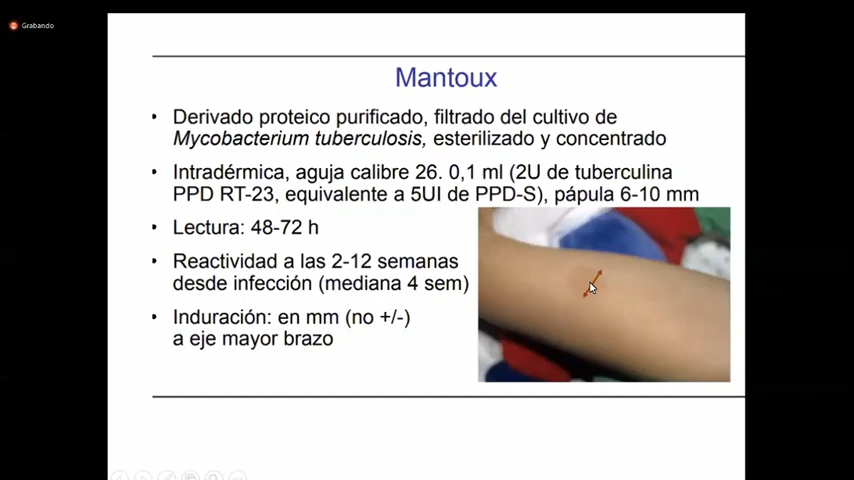 Grabando
Mantoux
• Derivado proteico purificado, filtrado del cultivo de
Mycobacterium tuberculosis, esterilizado y concentrado
• Intradérmica, aguja calibre 26. 0,1 ml (2U de tuberculina
PPD RT-23, equivalente a 5UI de PPD-S), pápula 6-10 mm
• Lectura: 48-72 h
• Reactividad a las 2-12 semanas
desde infección (mediana 4 sem)
• Induración: en mm (no +/-)
a eje mayor brazo